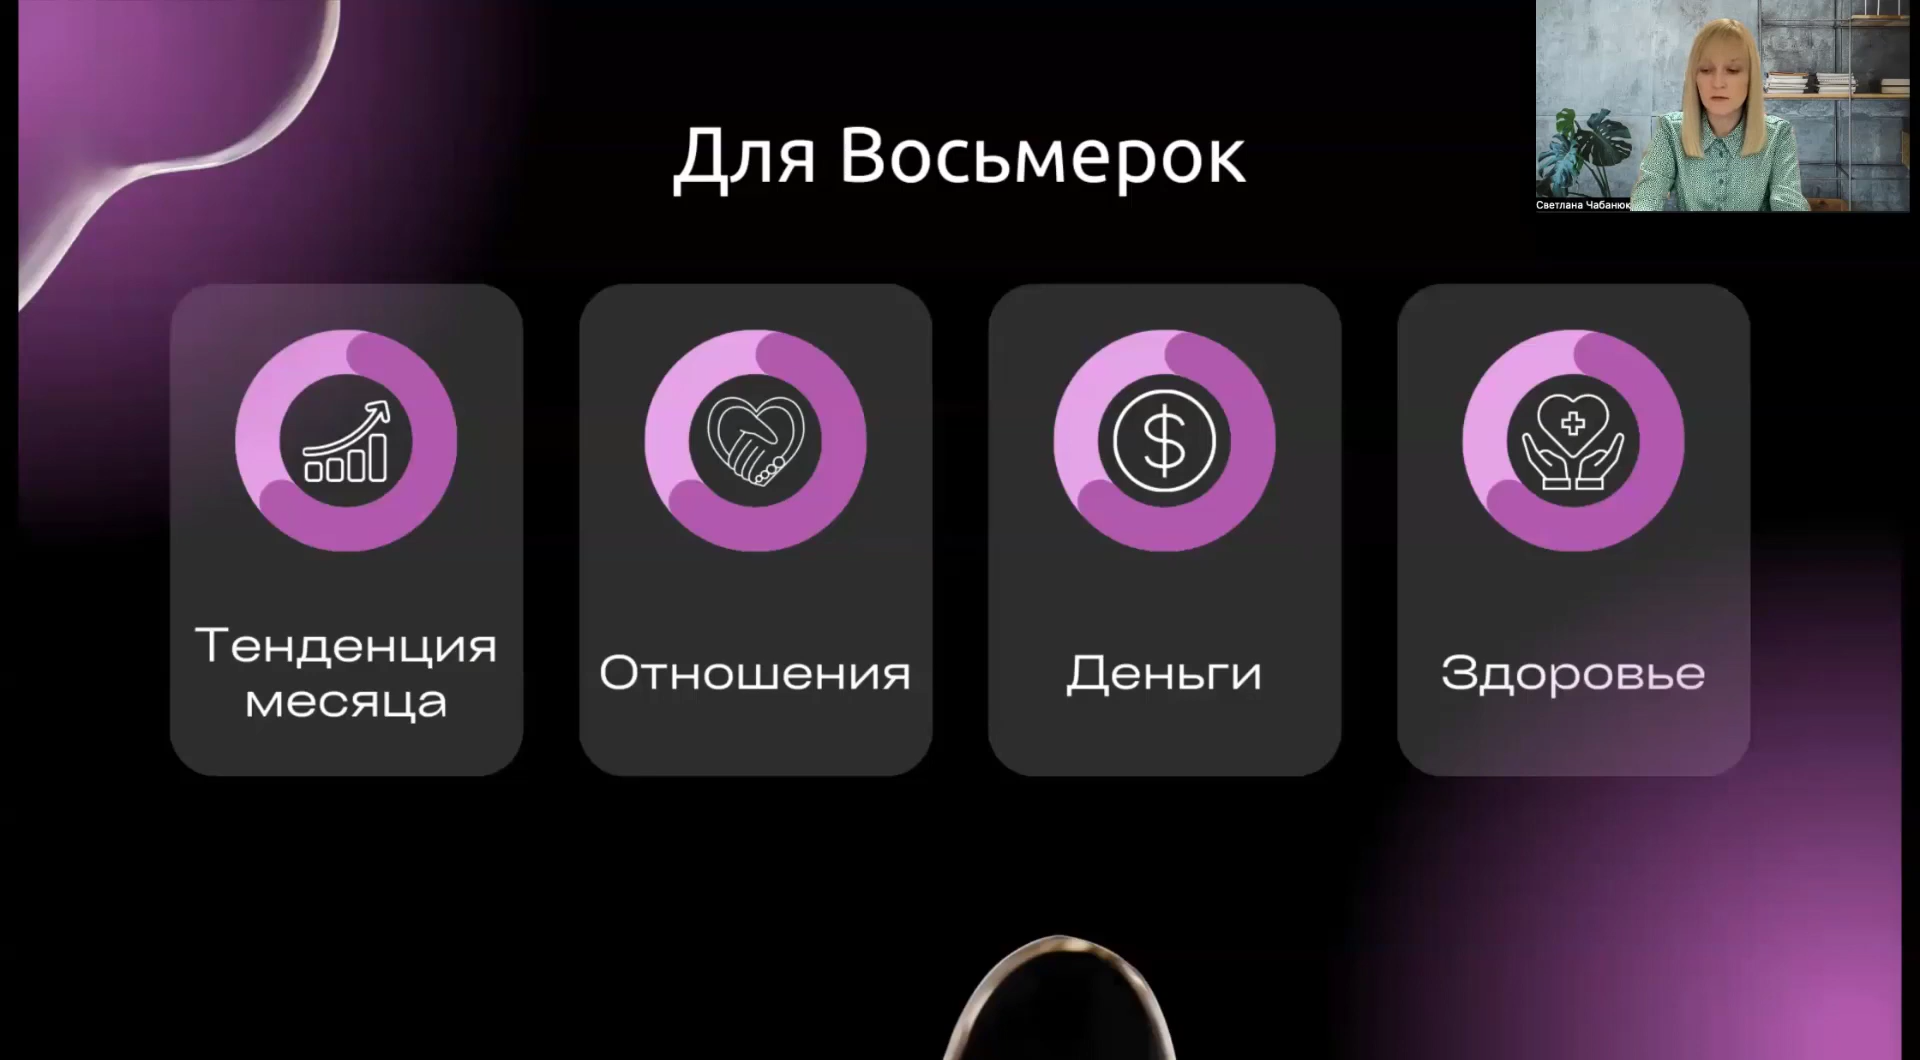 Для Восьмерок
Светлана Чабанюк
Тенденция
месяца
Отношения
Деньги
Здоровье